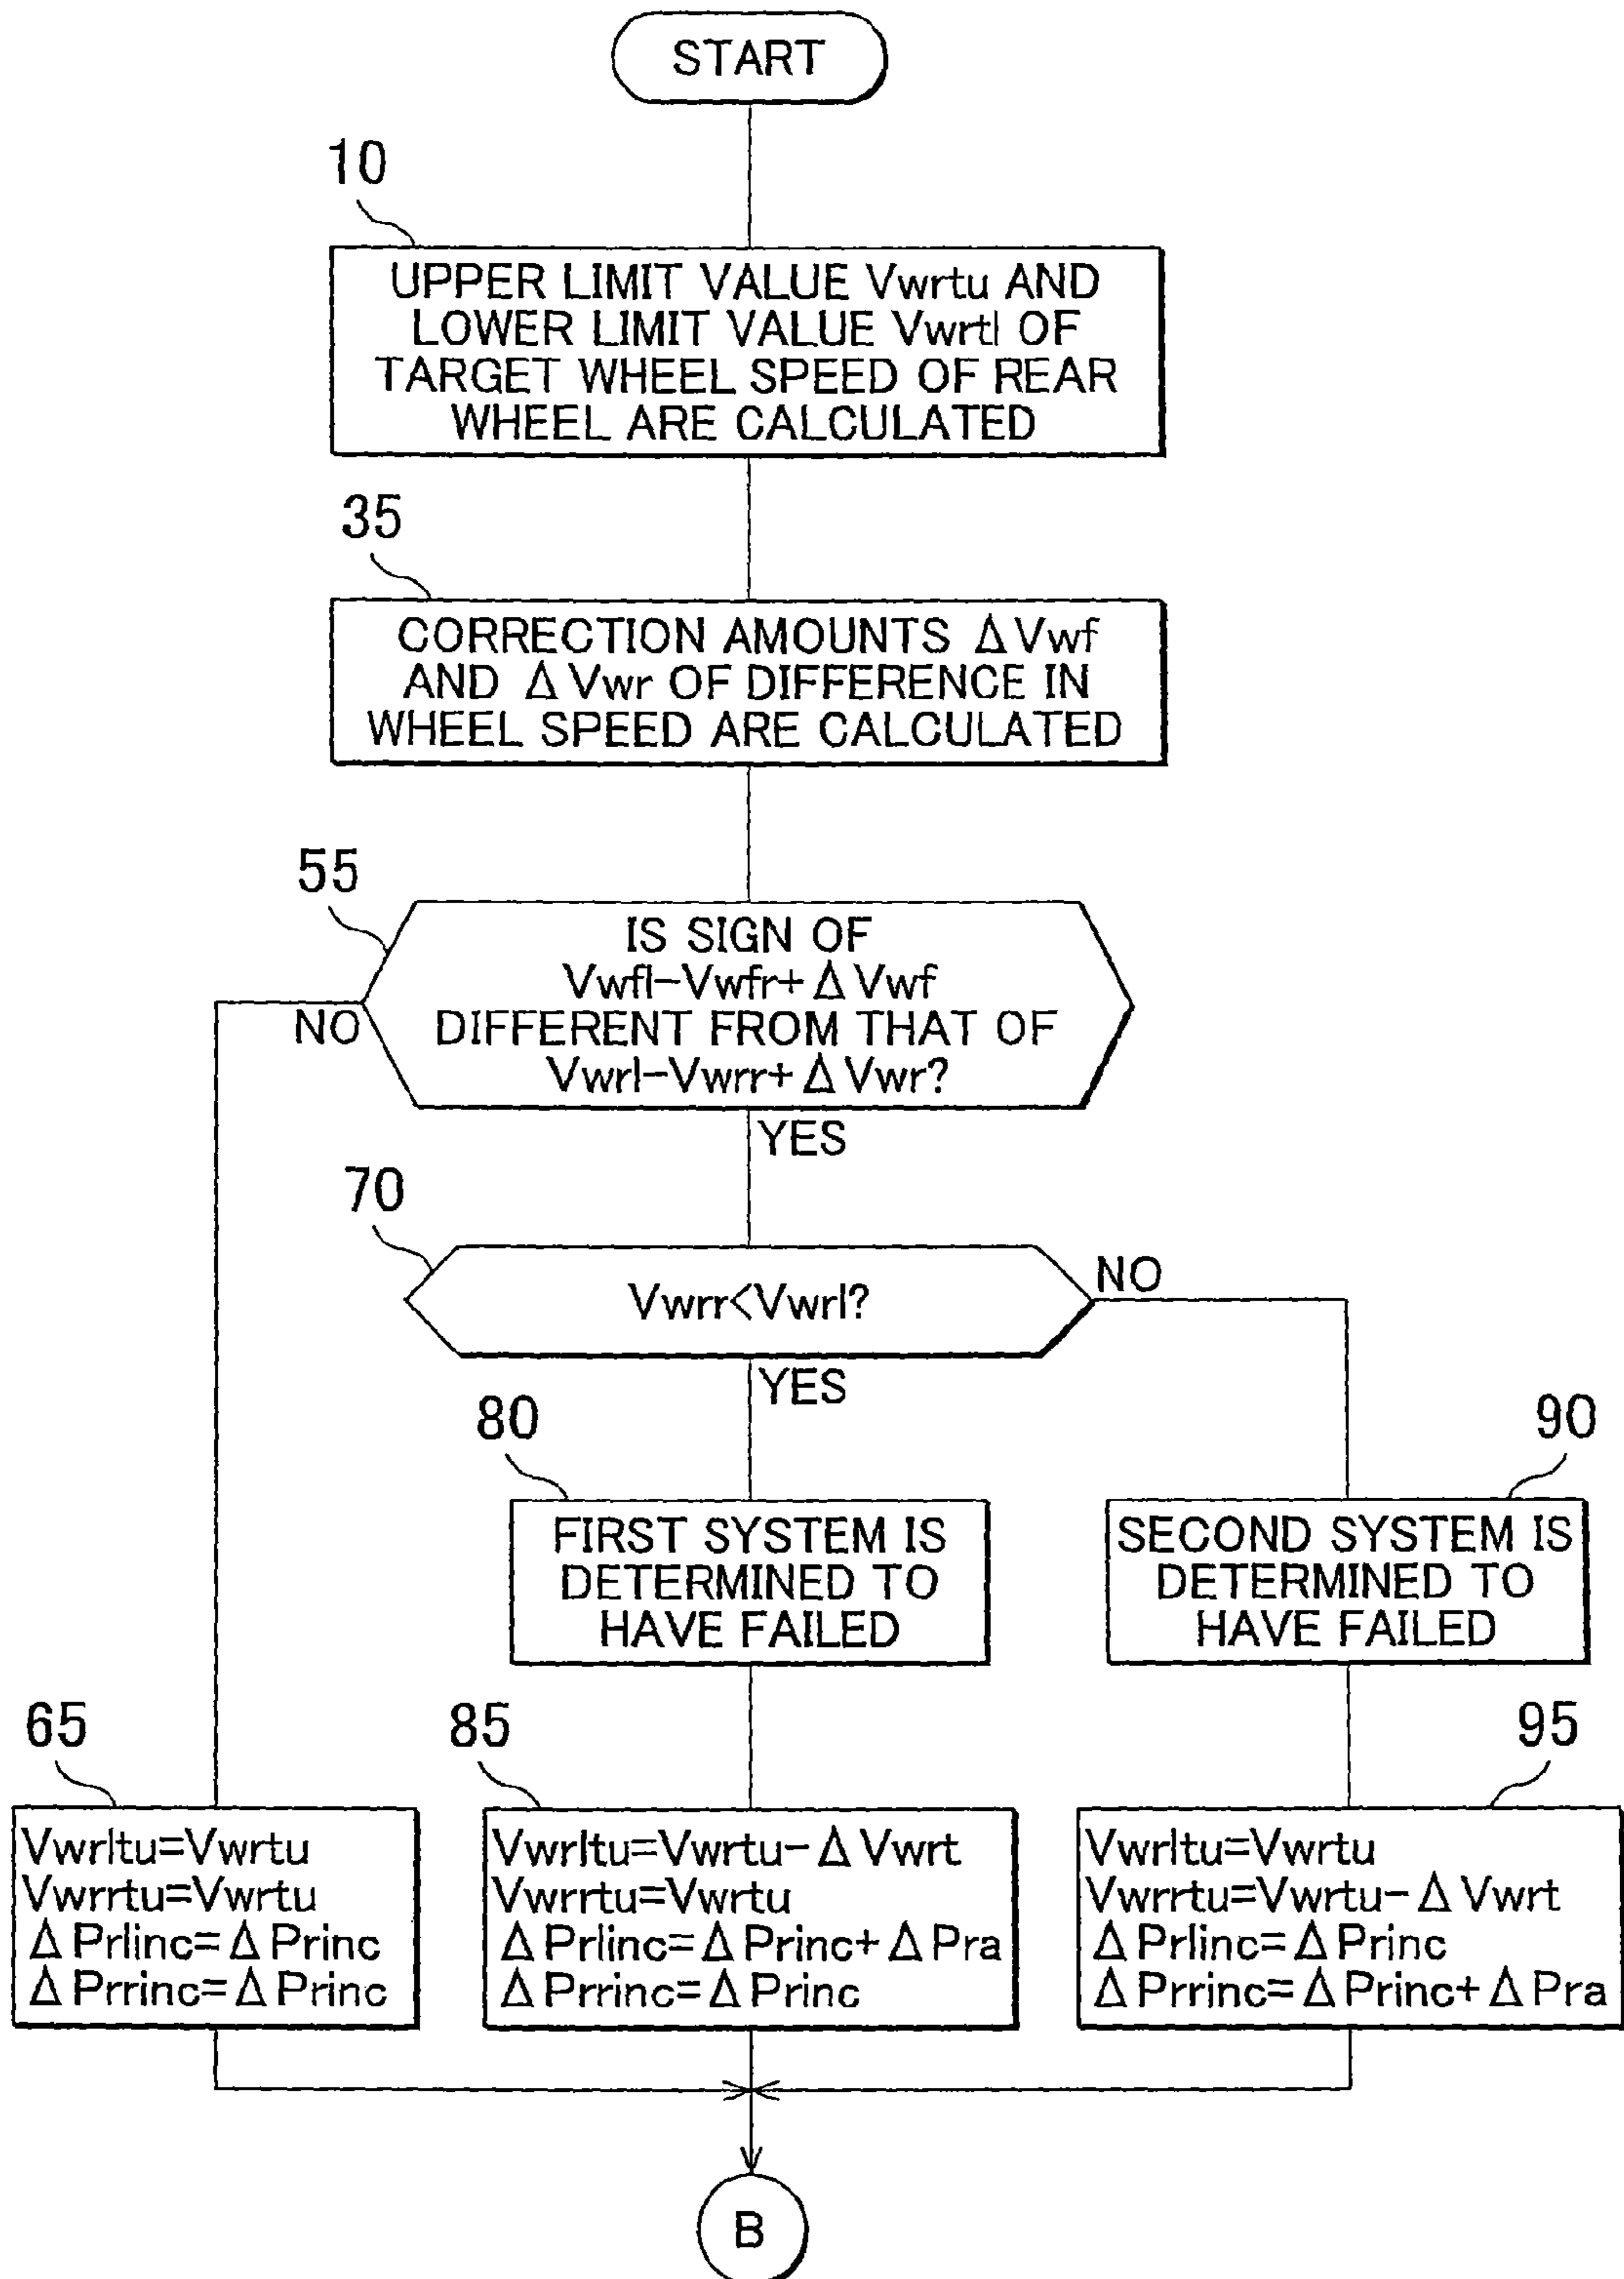 START
10
UPPER LIMIT VALUE Vwrtu AND
LOWER LIMIT VALUE Vwrtl OF
TARGET WHEEL SPEED OF REAR
WHEEL ARE CALCULATED
35
CORRECTION AMOUNTS ΔVwf
AND ΔVwr OF DIFFERENCE IN
WHEEL SPEED ARE CALCULATED
55
IS SIGN OF
Vwfl-Vwfr+ΔVwf
DIFFERENT FROM THAT OF
Vwrl-Vwrr+ΔVwr?
NO
YES
70
Vwrr<Vwrl?
NO
YES
80
FIRST SYSTEM IS
DETERMINED TO
HAVE FAILED
90
SECOND SYSTEM IS
DETERMINED TO
HAVE FAILED
65
Vwrltu=Vwrtu
Vwrrtu=Vwrtu
ΔPrlinc=ΔPrinc
ΔPrrinc=ΔPrinc
85
Vwrltu=Vwrtu-ΔVwrt
Vwrrtu=Vwrtu
ΔPrlinc=ΔPrinc+ΔPra
ΔPrrinc=ΔPrinc
95
Vwrltu=Vwrtu
Vwrrtu=Vwrtu-ΔVwrt
ΔPrlinc=ΔPrinc
ΔPrrinc=ΔPrinc+ΔPra
B